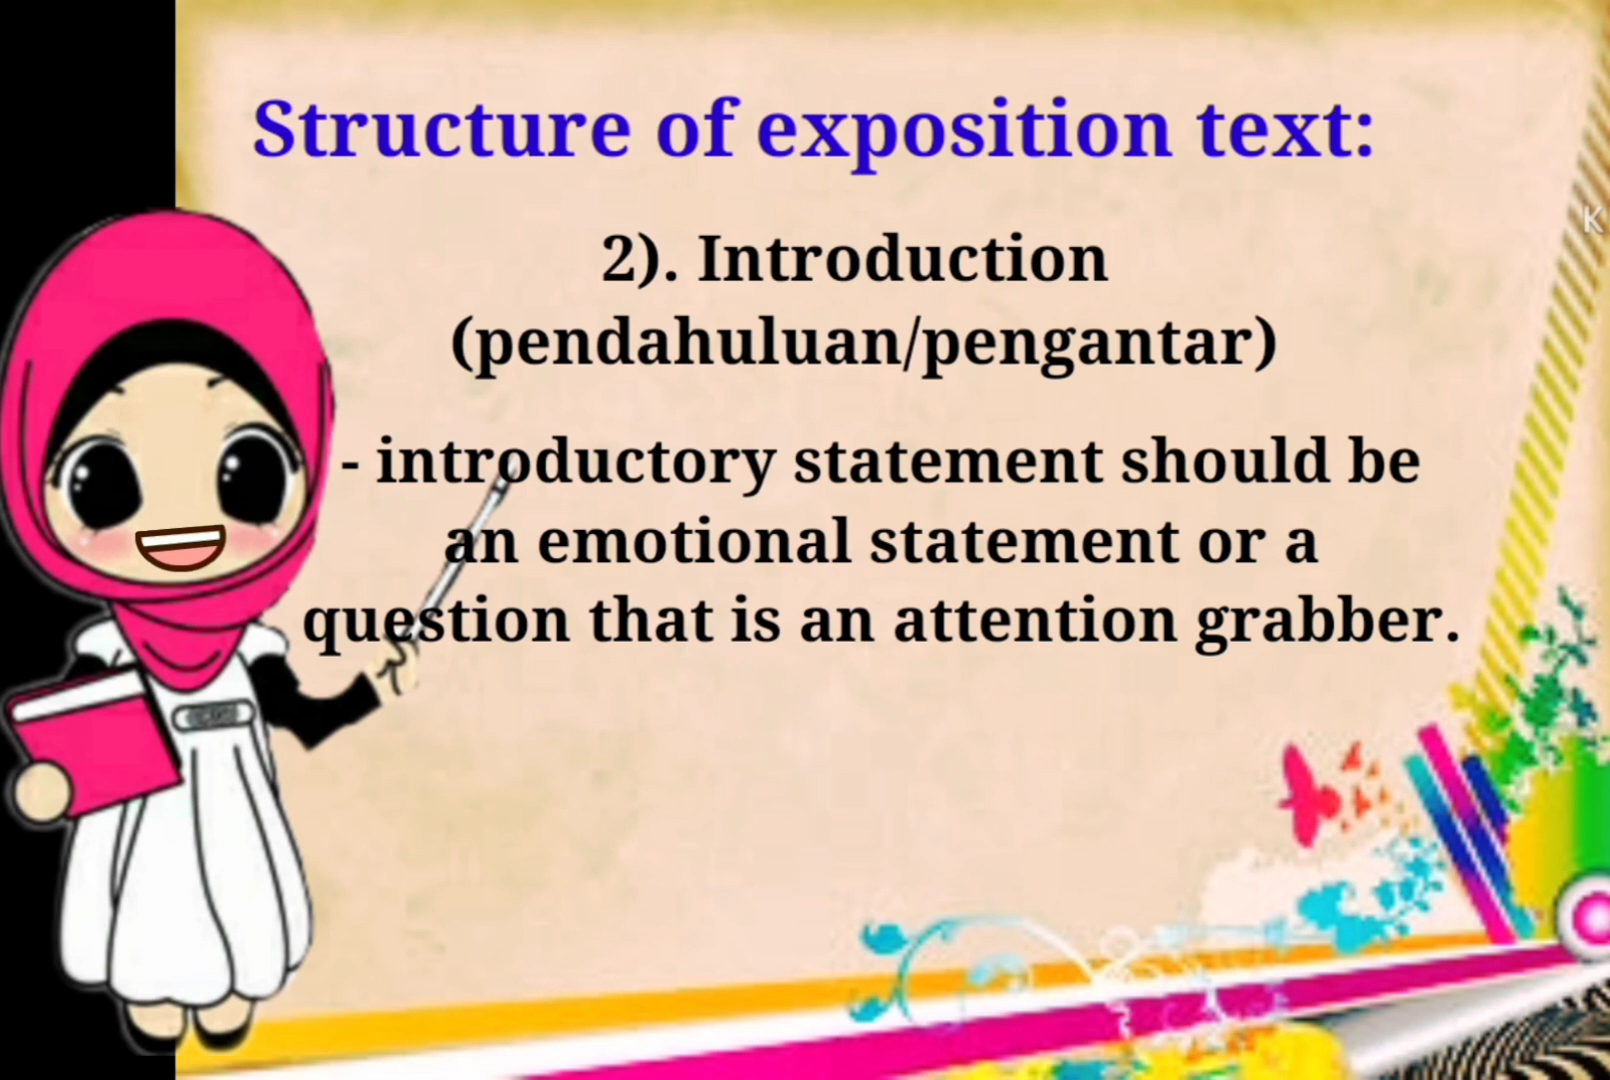 Structure of exposition text:
2). Introduction
(pendahuluan/pengantar)
- introductory statement should be
an emotional statement or a
question that is an attention grabber.
K